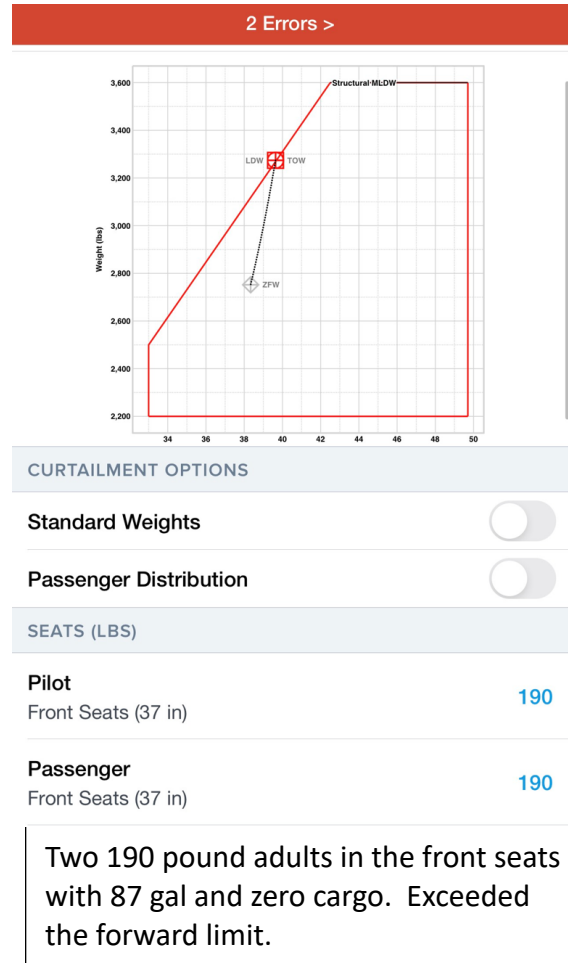 2 Errors >
3,600
Structural-MLDW
3,400
LDW TOW
3,200
3,000
Weight (lbs)
2,800
ZFW
2,600
2,400
2,200
34 36 38 40 42 44 46 48 50
CURTAILMENT OPTIONS
Standard Weights
Passenger Distribution
SEATS (LBS)
Pilot
190
Front Seats (37 in)
Passenger
190
Front Seats (37 in)
Two 190 pound adults in the front seats
with 87 gal and zero cargo.  Exceeded
the forward limit.